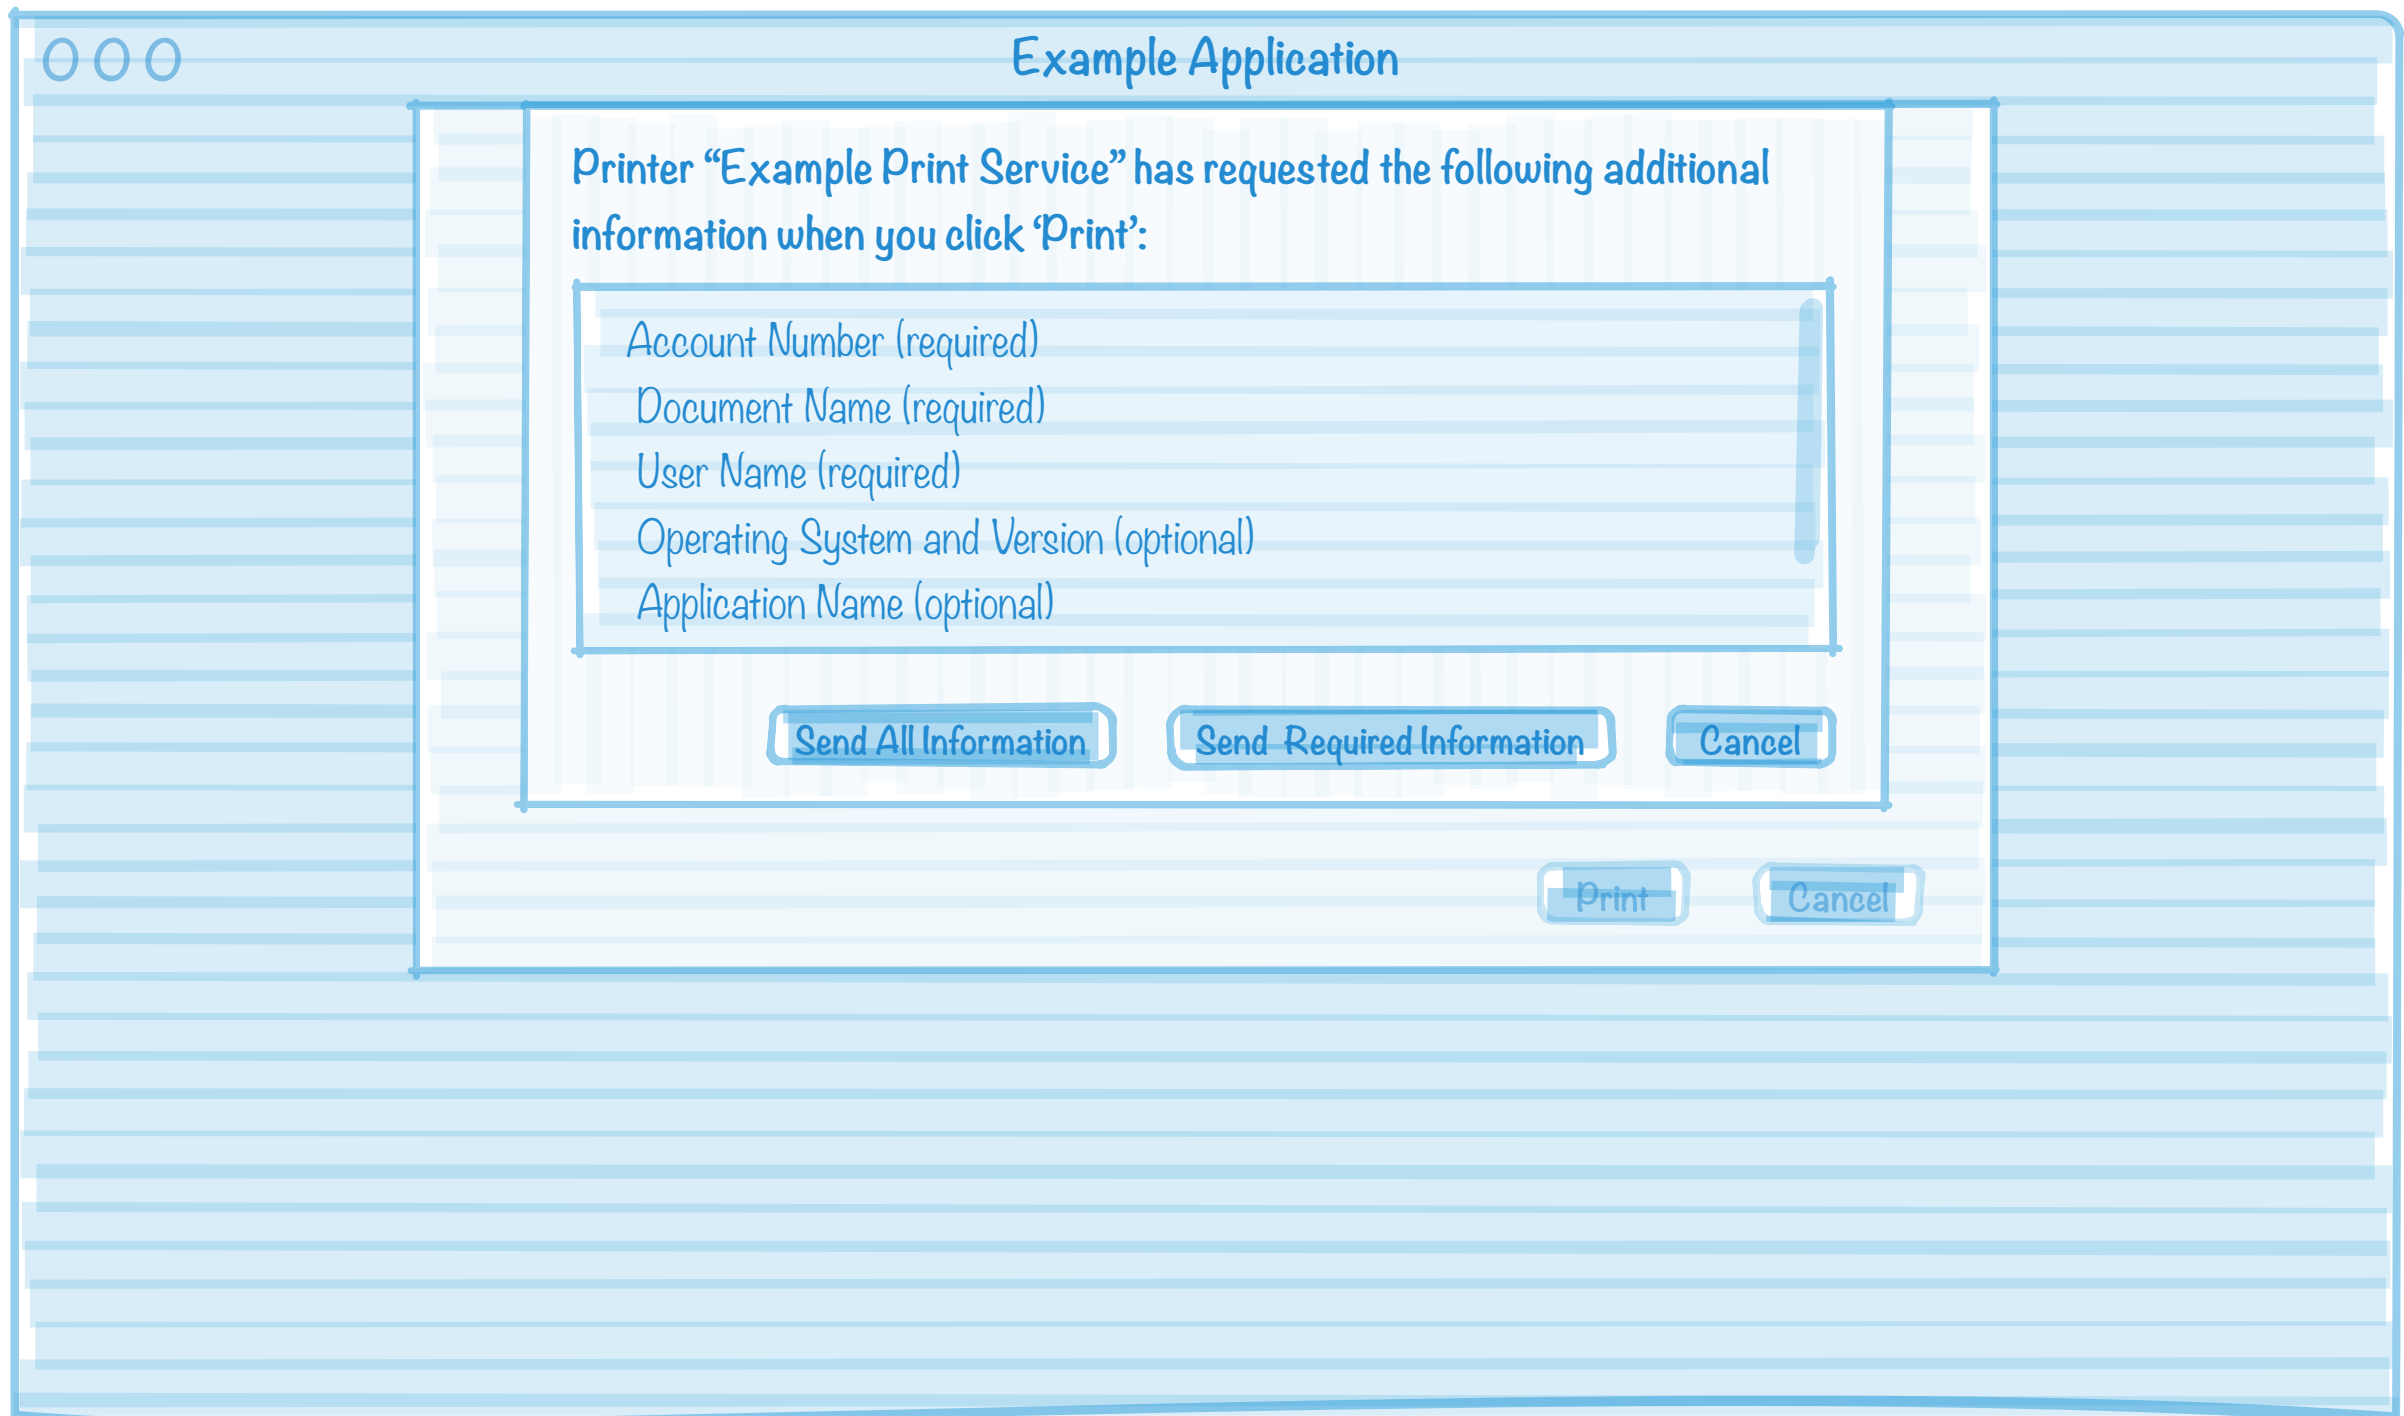 Example Application
Printer “Example Print Service” has requested the following additional
information when you click ‘Print’:
Account Number (required)
Document Name (required)
User Name (required)
Operating System and Version (optional)
Application Name (optional)
Send All Information
Send Required Information
Cancel
Print
Cancel